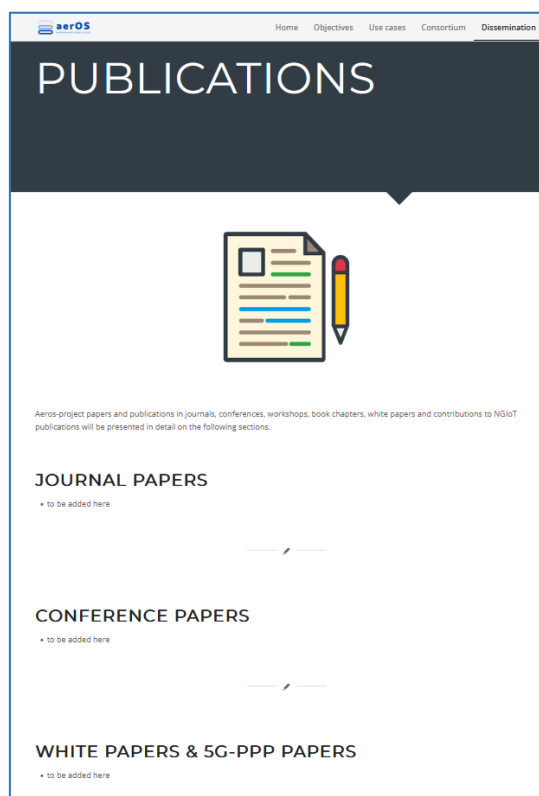 aerOS
Home Objectives Use cases Consortium Dissemination
PUBLICATIONS
Aeros-project papers and publications in journals, conferences, workshops, book chapters, white papers and contributions to NGIoT
publications will be presented in detail on the following sections.
JOURNAL PAPERS
• to be added here
CONFERENCE PAPERS
• to be added here
WHITE PAPERS & 5G-PPP PAPERS
• to be added here